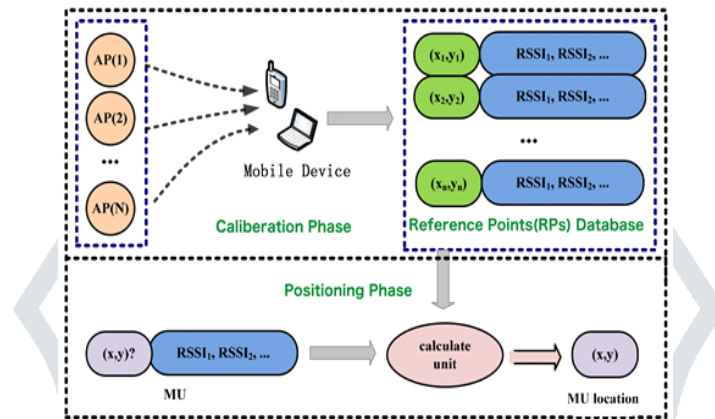 AP(1)
AP(2)
...
AP(N)
Mobile Device
Caliberation Phase
(x₁,y₁) RSSI₁, RSSI₂, ...
(x₂,y₂) RSSI₁, RSSI₂, ...
...
(xₙ,yₙ) RSSI₁, RSSI₂, ...
Reference Points(RPs) Database
Positioning Phase
(x,y)? RSSI₁, RSSI₂, ...
MU
calculate
unit
(x,y)
MU location